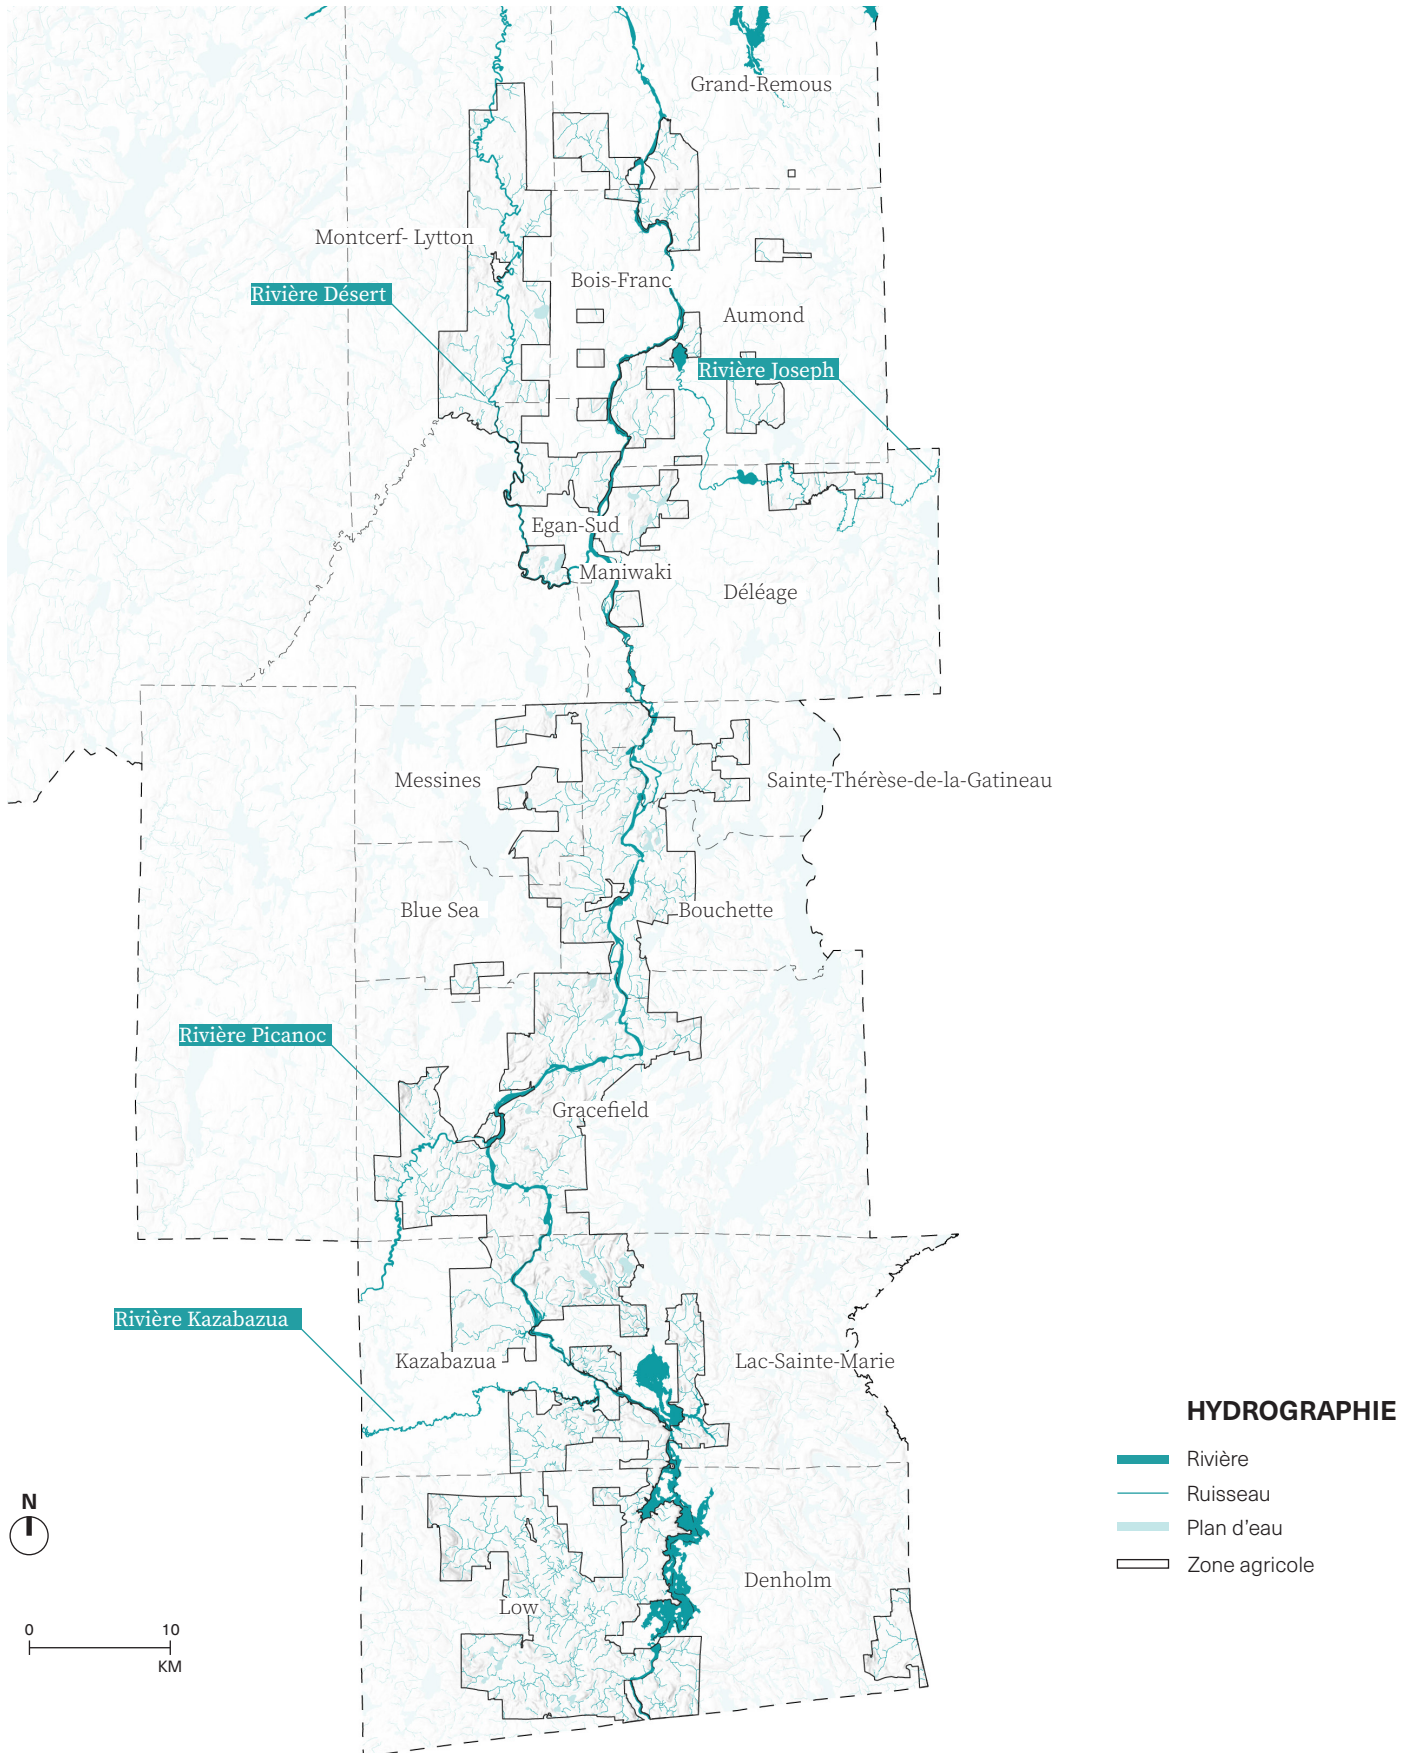 Grand-Remous
Montcerf- Lytton
Bois-Franc
Rivière Désert
Aumond
Rivière Joseph
Egan-Sud
Maniwaki
Déléage
Messines
Sainte-Thérèse-de-la-Gatineau
Blue Sea
Bouchette
Rivière Picanoc
Gracefield
Rivière Kazabazua
Kazabazua
Lac-Sainte-Marie
HYDROGRAPHIE
Rivière
Ruisseau
Plan d'eau
Zone agricole
N
Denholm
Low
0 10
KM